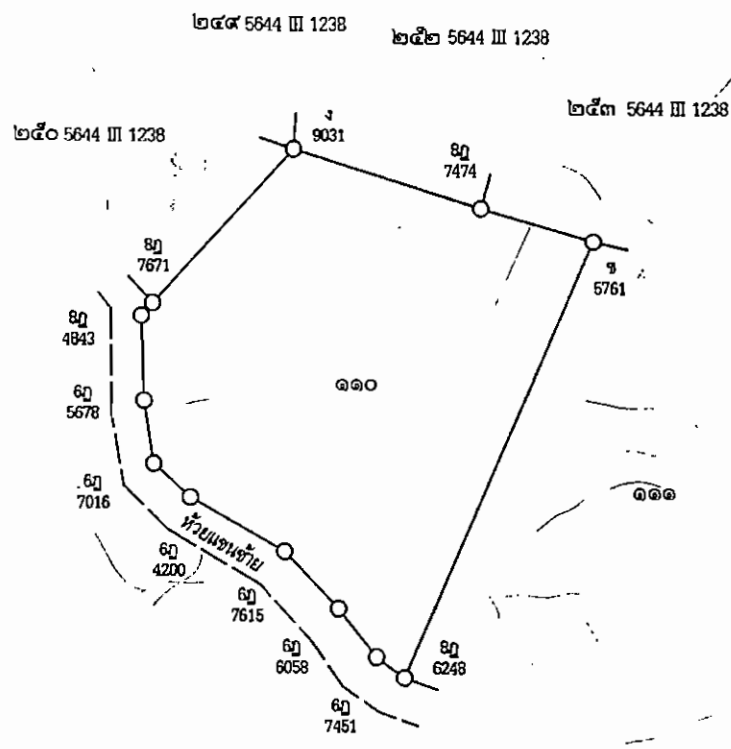 ๒๔๙ 5644 III 1238
๒๕๒ 5644 III 1238
๒๕๓ 5644 III 1238
๒๕๐ 5644 III 1238
ง
9031
8ฎ
7474
ช
5761
8ฎ
7671
8ฎ
4843
6ฎ
5678
6ฎ
7016
๑๑๐
๑๑๑
ห้วยแขนซ้าย
6ฎ
4200
6ฎ
7615
6ฎ
6058
8ฎ
6248
6ฎ
7451